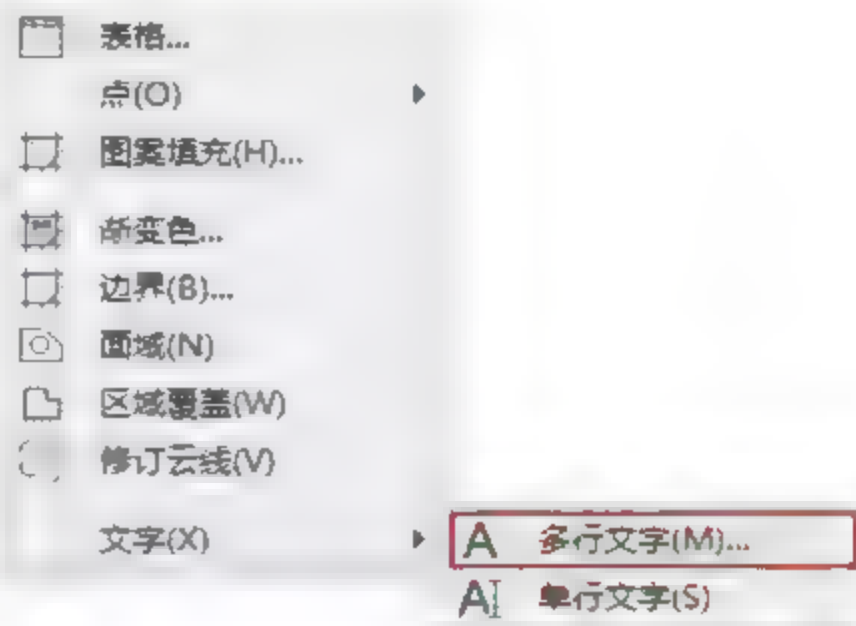 表格...
点(O)
图案填充(H)...
渐变色...
边界(B)...
面域(N)
区域覆盖(W)
修订云线(V)
文字(X)
多行文字(M)...
单行文字(S)